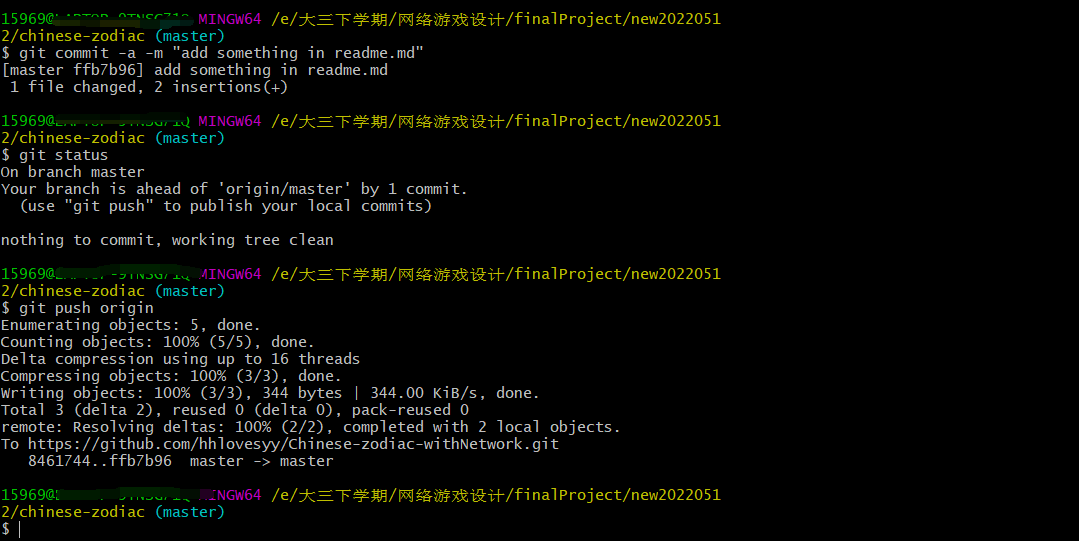 15969@ MINGW64 /e/大三下学期/网络游戏设计/finalProject/new2022051
2/chinese-zodiac (master)
$ git commit -a -m "add something in readme.md"
[master ffb7b96] add something in readme.md
 1 file changed, 2 insertions(+)
15969@ MINGW64 /e/大三下学期/网络游戏设计/finalProject/new2022051
2/chinese-zodiac (master)
$ git status
On branch master
Your branch is ahead of 'origin/master' by 1 commit.
  (use "git push" to publish your local commits)
nothing to commit, working tree clean
15969@ MINGW64 /e/大三下学期/网络游戏设计/finalProject/new2022051
2/chinese-zodiac (master)
$ git push origin
Enumerating objects: 5, done.
Counting objects: 100% (5/5), done.
Delta compression using up to 16 threads
Compressing objects: 100% (3/3), done.
Writing objects: 100% (3/3), 344 bytes | 344.00 KiB/s, done.
Total 3 (delta 2), reused 0 (delta 0), pack-reused 0
remote: Resolving deltas: 100% (2/2), completed with 2 local objects.
To https://github.com/hhlovesyy/Chinese-zodiac-withNetwork.git
   8461744..ffb7b96  master -> master
15969@ MINGW64 /e/大三下学期/网络游戏设计/finalProject/new2022051
2/chinese-zodiac (master)
$